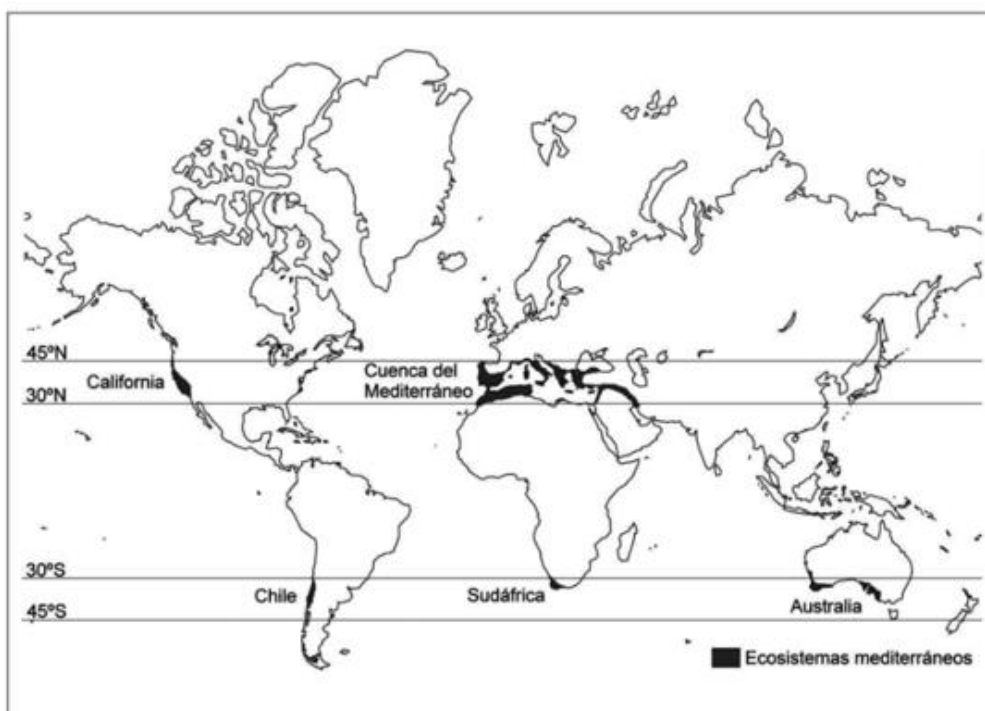 45ºN
Cuenca del
Mediterráneo
California
30ºN
30ºS
Chile
Sudáfrica
Australia
45ºS
Ecosistemas mediterráneos